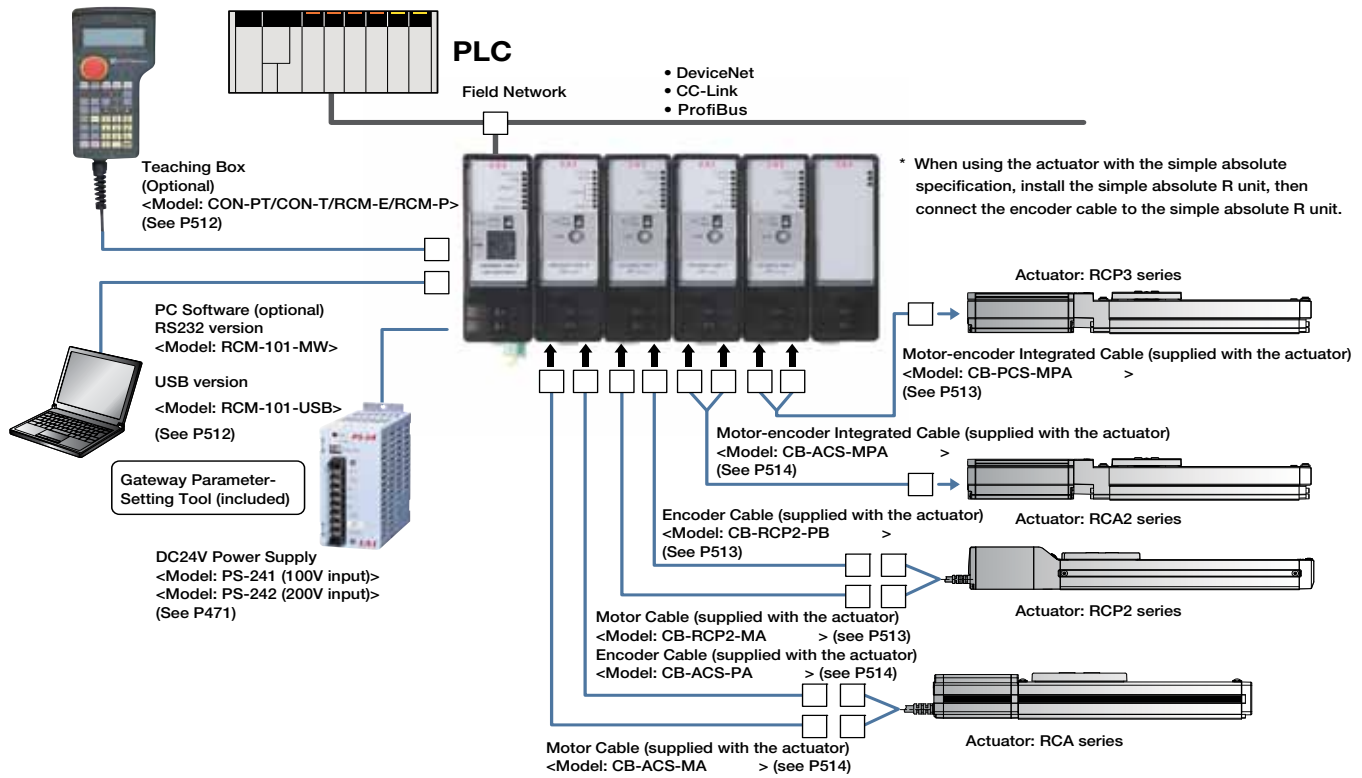 PLC
Field Network
• DeviceNet
• CC-Link
• ProfiBus
Teaching Box
(Optional)
<Model: CON-PT/CON-T/RCM-E/RCM-P>
(See P512)
* When using the actuator with the simple absolute
specification, install the simple absolute R unit, then
connect the encoder cable to the simple absolute R unit.
PC Software (optional)
RS232 version
<Model: RCM-101-MW>
USB version
<Model: RCM-101-USB>
(See P512)
Gateway Parameter-
Setting Tool (included)
DC24V Power Supply
<Model: PS-241 (100V input)>
<Model: PS-242 (200V input)>
(See P471)
Actuator: RCP3 series
Motor-encoder Integrated Cable (supplied with the actuator)
<Model: CB-PCS-MPA >
(See P513)
Motor-encoder Integrated Cable (supplied with the actuator)
<Model: CB-ACS-MPA >
(See P514)
Actuator: RCA2 series
Encoder Cable (supplied with the actuator)
<Model: CB-RCP2-PB >
(See P513)
Actuator: RCP2 series
Motor Cable (supplied with the actuator)
<Model: CB-RCP2-MA > (see P513)
Encoder Cable (supplied with the actuator)
<Model: CB-ACS-PA > (see P514)
Actuator: RCA series
Motor Cable (supplied with the actuator)
<Model: CB-ACS-MA > (see P514)